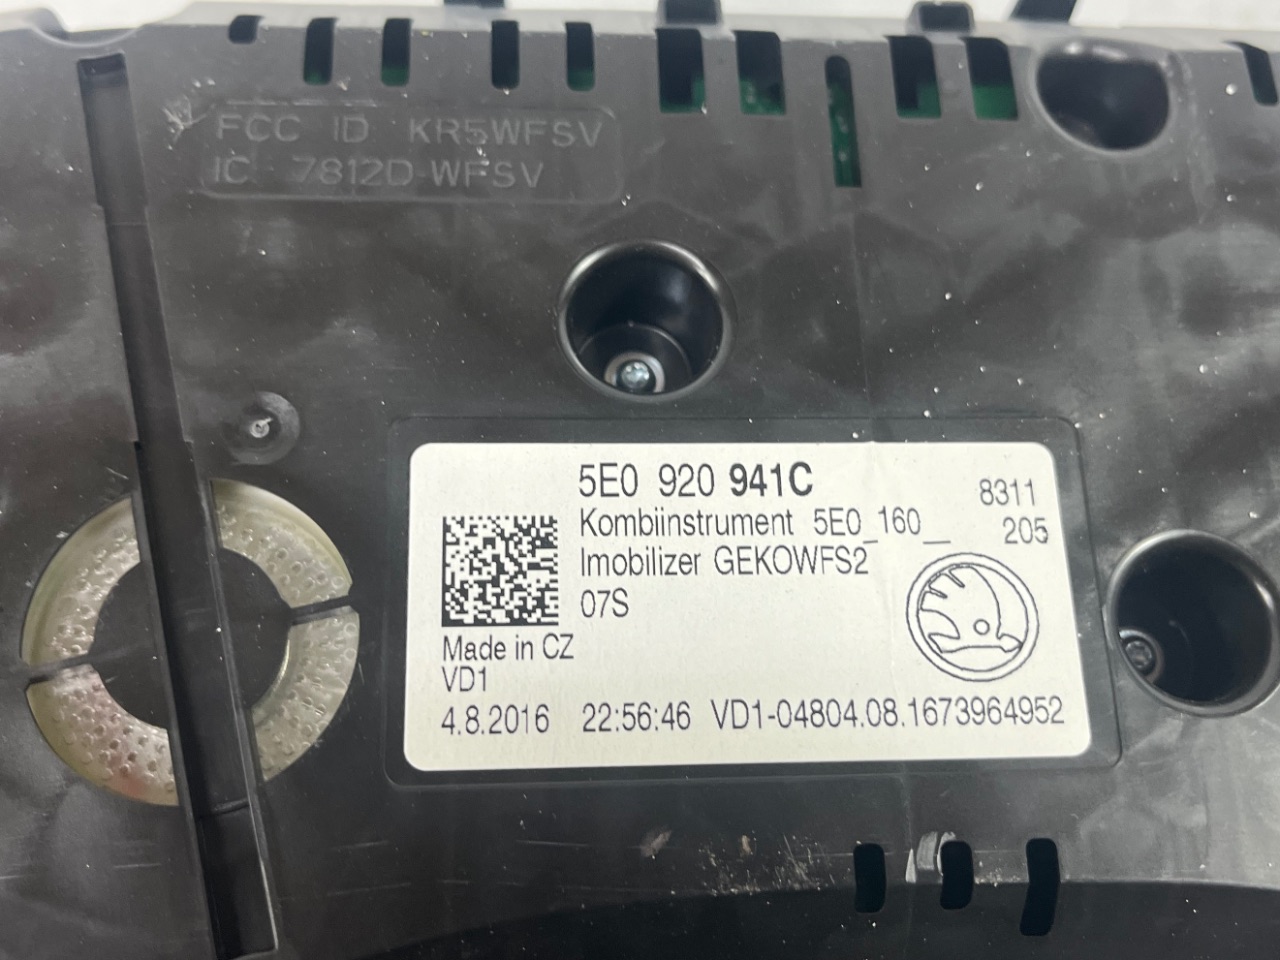 FCC ID KR5WFSV
IC 7812D-WFSV
5E0 920 941C
8311
Kombiinstrument 5E0_160__
205
Imobilizer GEKOWFS2
07S
Made in CZ
VD1
4.8.2016 22:56:46 VD1-04804.08.1673964952